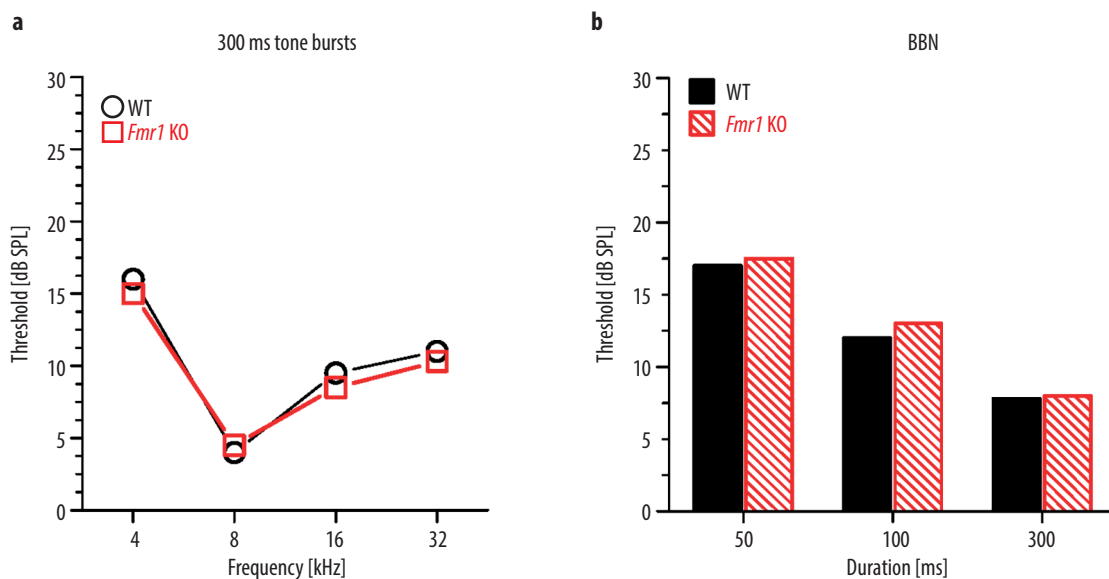 a
300 ms tone bursts
30
25
20
15
10
5
0
Threshold [dB SPL]
WT
Fmr1 KO
4 8 16 32
Frequency [kHz]
b
BBN
30
25
20
15
10
5
0
Threshold [dB SPL]
WT
Fmr1 KO
50 100 300
Duration [ms]